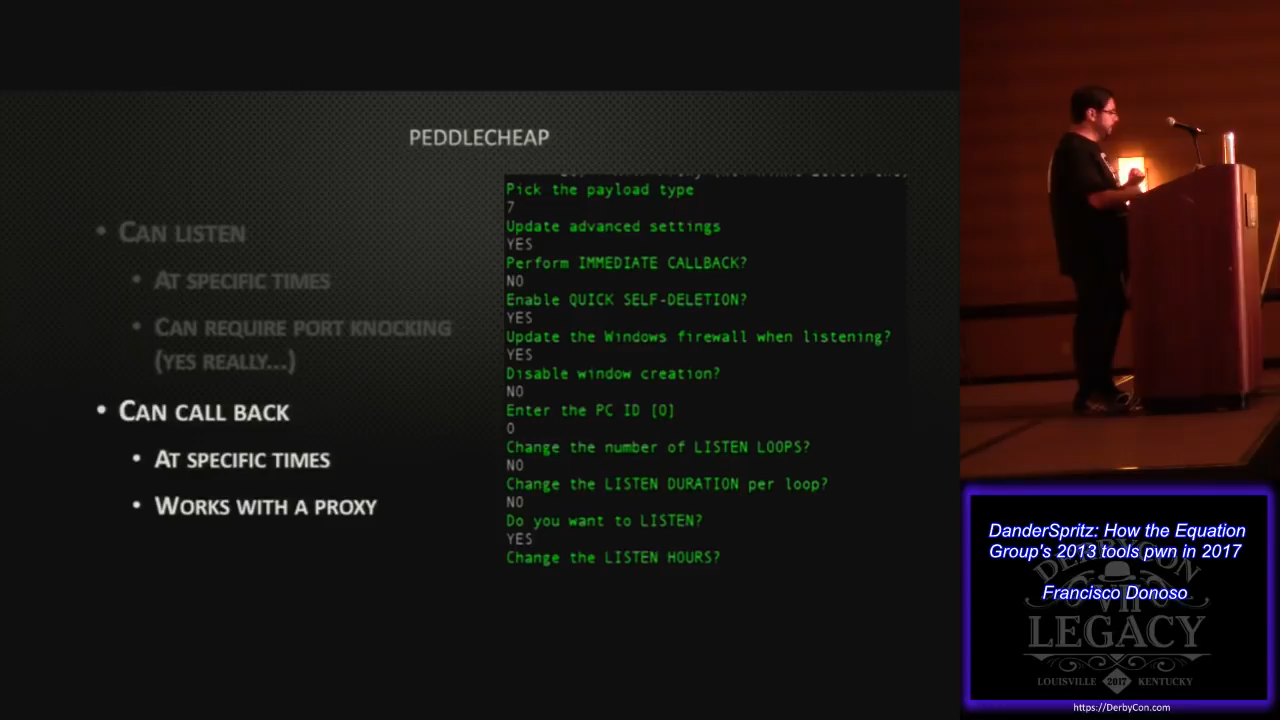 PEDDLECHEAP
• CAN LISTEN
• AT SPECIFIC TIMES
• CAN REQUIRE PORT KNOCKING
(YES REALLY...)
• CAN CALL BACK
• AT SPECIFIC TIMES
• WORKS WITH A PROXY
Pick the payload type
7
Update advanced settings
YES
Perform IMMEDIATE CALLBACK?
NO
Enable QUICK SELF-DELETION?
YES
Update the Windows firewall when listening?
YES
Disable window creation?
NO
Enter the PC ID [0]
0
Change the number of LISTEN LOOPS?
NO
Change the LISTEN DURATION per loop?
NO
Do you want to LISTEN?
YES
Change the LISTEN HOURS?
DanderSpritz: How the Equation
Group's 2013 tools pwn in 2017
Francisco Donoso
DERBYCON
VII
LEGACY
LOUISVILLE 2017 KENTUCKY
https://DerbyCon.com